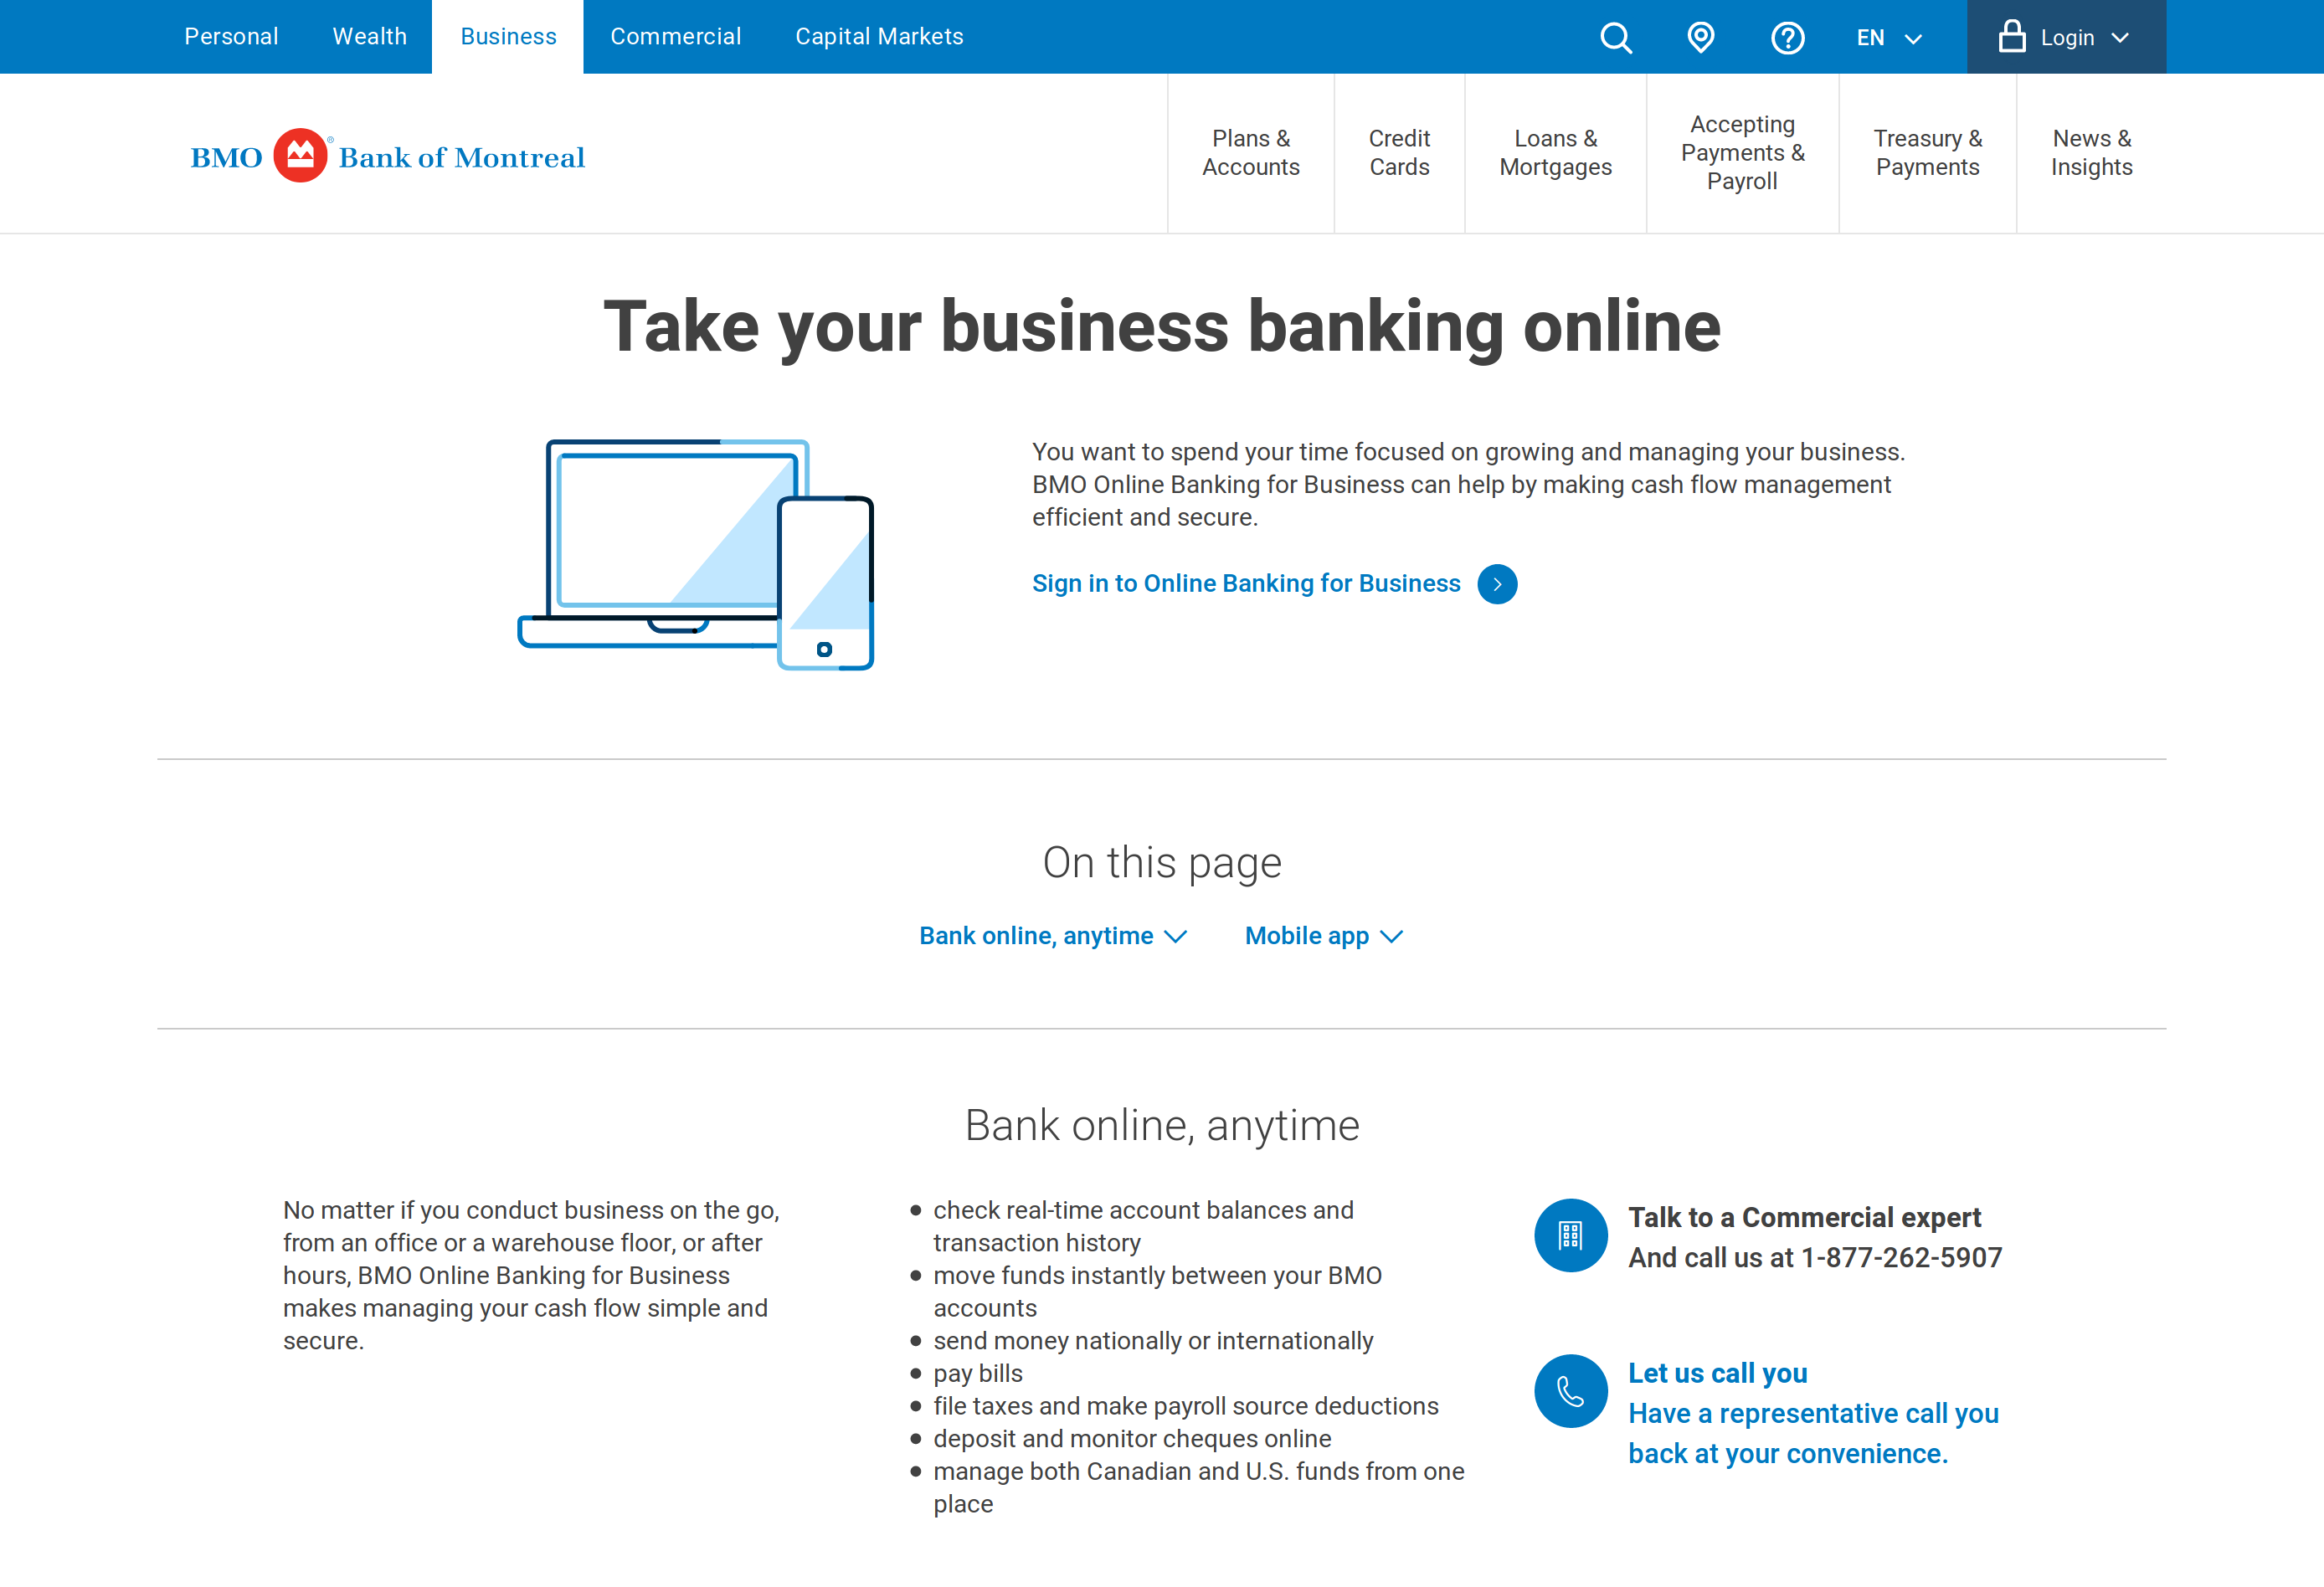 Personal
Wealth
Business
Commercial
Capital Markets
EN
Login
BMO Bank of Montreal
®
Plans &
Accounts
Credit
Cards
Loans &
Mortgages
Accepting
Payments &
Payroll
Treasury &
Payments
News &
Insights
Take your business banking online
You want to spend your time focused on growing and managing your business.
BMO Online Banking for Business can help by making cash flow management
efficient and secure.
Sign in to Online Banking for Business
On this page
Bank online, anytime
Mobile app
Bank online, anytime
No matter if you conduct business on the go,
from an office or a warehouse floor, or after
hours, BMO Online Banking for Business
makes managing your cash flow simple and
secure.
check real-time account balances and
transaction history
move funds instantly between your BMO
accounts
send money nationally or internationally
pay bills
file taxes and make payroll source deductions
deposit and monitor cheques online
manage both Canadian and U.S. funds from one
place
Talk to a Commercial expert
And call us at 1-877-262-5907
Let us call you
Have a representative call you
back at your convenience.